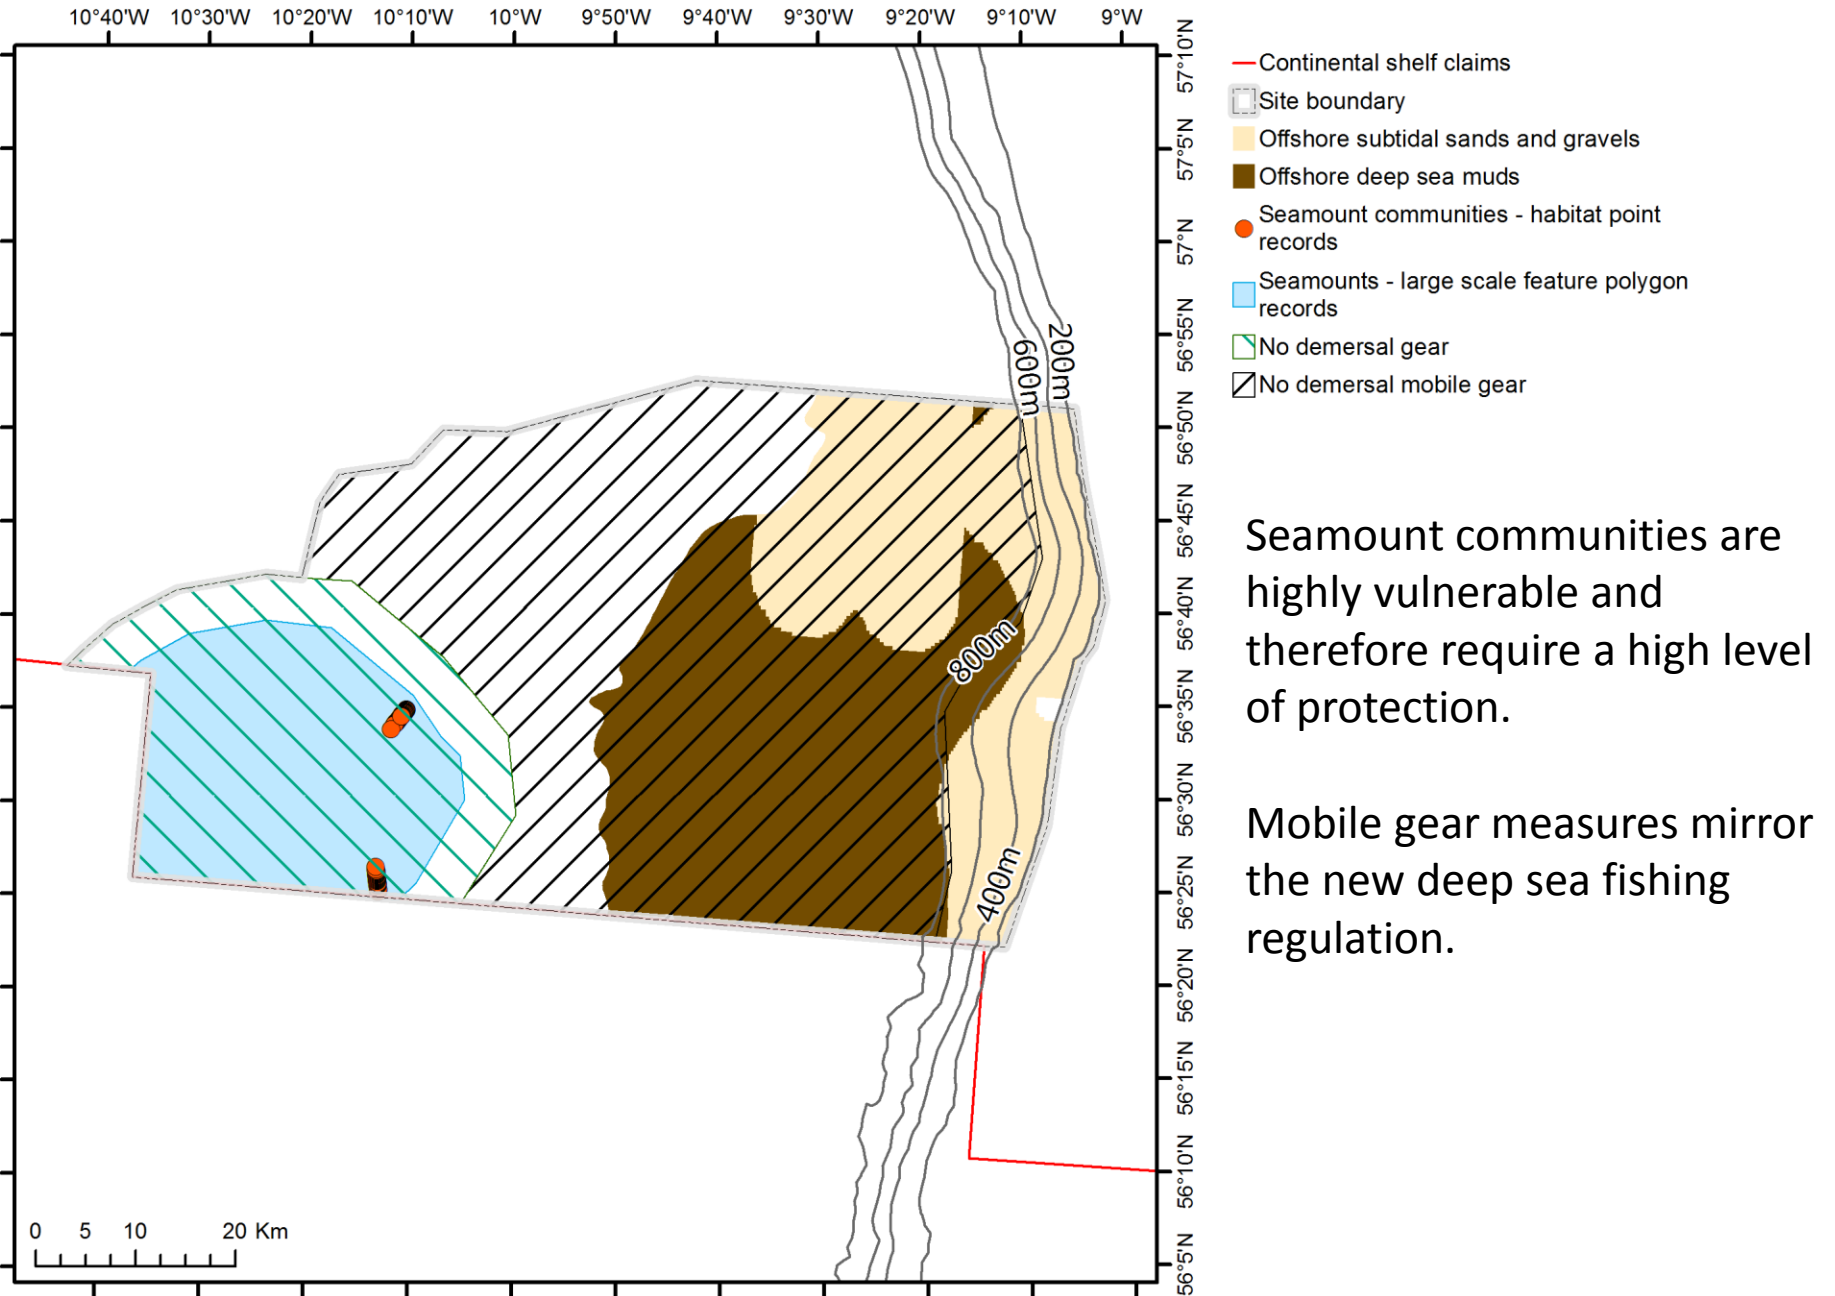 10°40'W 10°30'W 10°20'W 10°10'W 10°W 9°50'W 9°40'W 9°30'W 9°20'W 9°10'W 9°W
57°10'N
57°5'N
57°N
56°55'N
56°50'N
56°45'N
56°40'N
56°35'N
56°30'N
56°25'N
56°20'N
56°15'N
56°10'N
56°5'N
200m
600m
800m
400m
0 5 10 20 Km
Continental shelf claims
Site boundary
Offshore subtidal sands and gravels
Offshore deep sea muds
Seamount communities - habitat point
records
Seamounts - large scale feature polygon
records
No demersal gear
No demersal mobile gear
Seamount communities are
highly vulnerable and
therefore require a high level
of protection.
Mobile gear measures mirror
the new deep sea fishing
regulation.